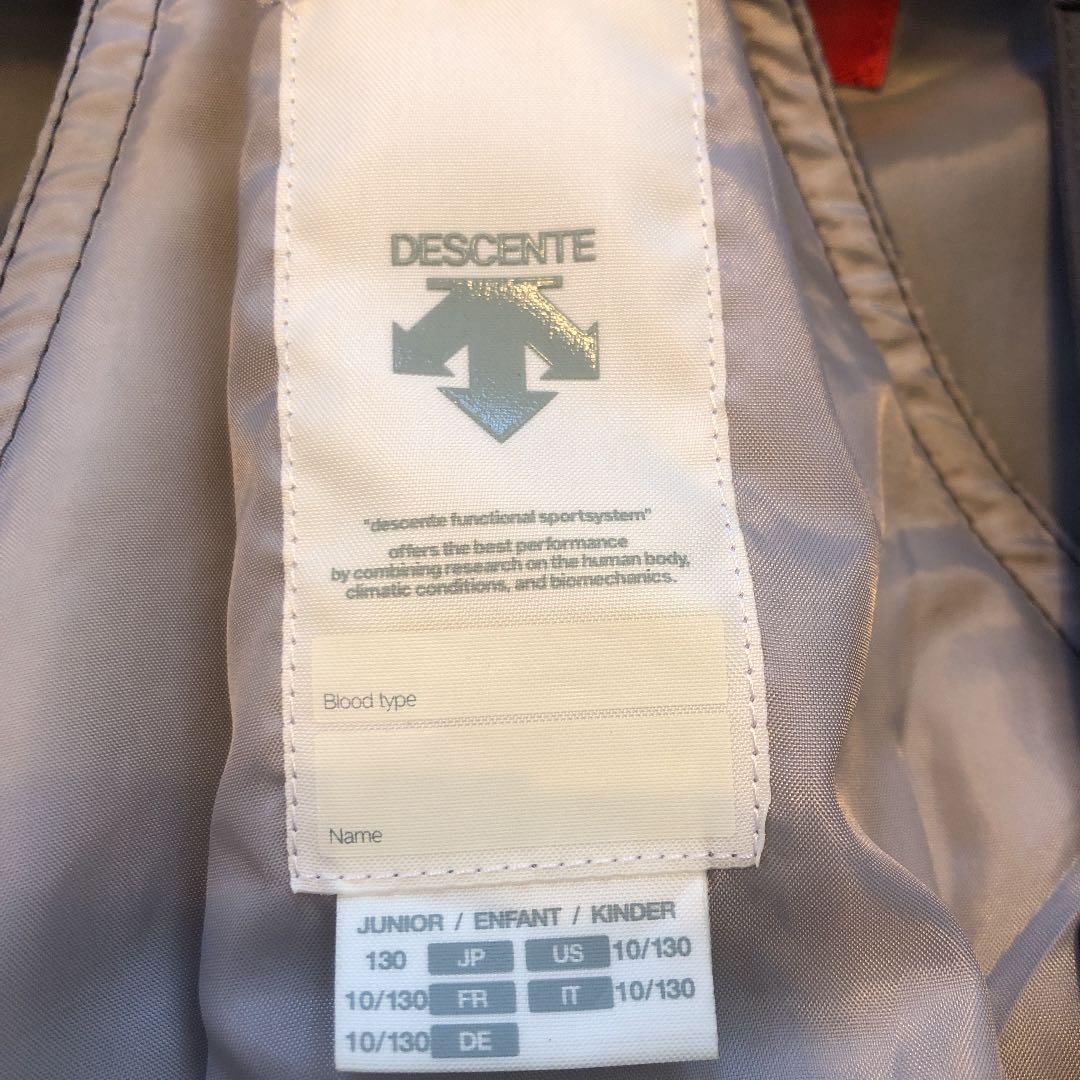 DESCENTE
"descente functional sportsystem"
offers the best performance
by combining research on the human body,
climatic conditions, and biomechanics.
Blood type
Name
JUNIOR / ENFANT / KINDER
130 JP US 10/130
10/130 FR IT 10/130
10/130 DE